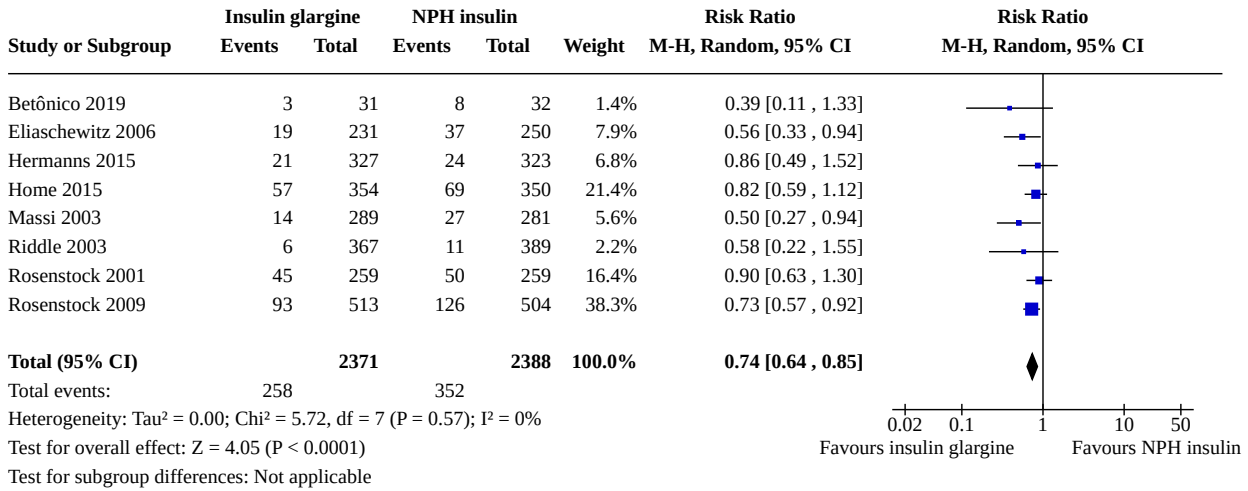 Insulin glargine NPH insulin Risk Ratio Risk Ratio
Study or Subgroup Events Total Events Total Weight M-H, Random, 95% CI M-H, Random, 95% CI
Betônico 2019 3 31 8 32 1.4% 0.39 [0.11 , 1.33]
Eliaschewitz 2006 19 231 37 250 7.9% 0.56 [0.33 , 0.94]
Hermanns 2015 21 327 24 323 6.8% 0.86 [0.49 , 1.52]
Home 2015 57 354 69 350 21.4% 0.82 [0.59 , 1.12]
Massi 2003 14 289 27 281 5.6% 0.50 [0.27 , 0.94]
Riddle 2003 6 367 11 389 2.2% 0.58 [0.22 , 1.55]
Rosenstock 2001 45 259 50 259 16.4% 0.90 [0.63 , 1.30]
Rosenstock 2009 93 513 126 504 38.3% 0.73 [0.57 , 0.92]
Total (95% CI) 2371 2388 100.0% 0.74 [0.64 , 0.85]
Total events: 258 352
Heterogeneity: Tau² = 0.00; Chi² = 5.72, df = 7 (P = 0.57); I² = 0%
0.02 0.1 1 10 50
Test for overall effect: Z = 4.05 (P < 0.0001)
Favours insulin glargine Favours NPH insulin
Test for subgroup differences: Not applicable